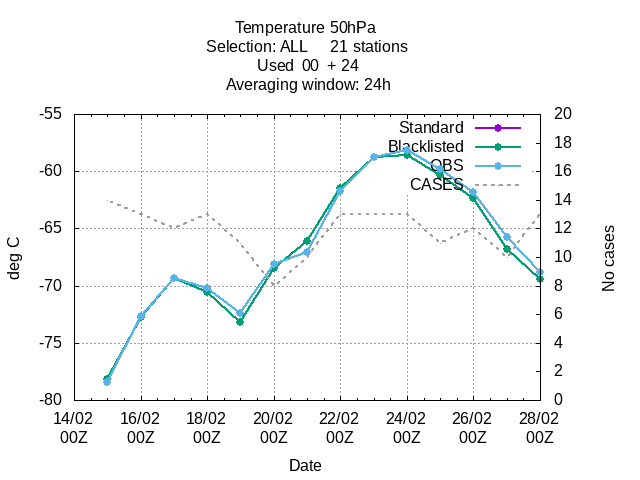 Temperature 50hPa
Selection: ALL     21 stations
Used  00  + 24
Averaging window: 24h
Standard
Blacklisted
OBS
CASES
-55
-60
-65
-70
-75
-80
deg C
20
18
16
14
12
10
8
6
4
2
0
No cases
14/02 16/02 18/02 20/02 22/02 24/02 26/02 28/02
00Z 00Z 00Z 00Z 00Z 00Z 00Z 00Z
Date